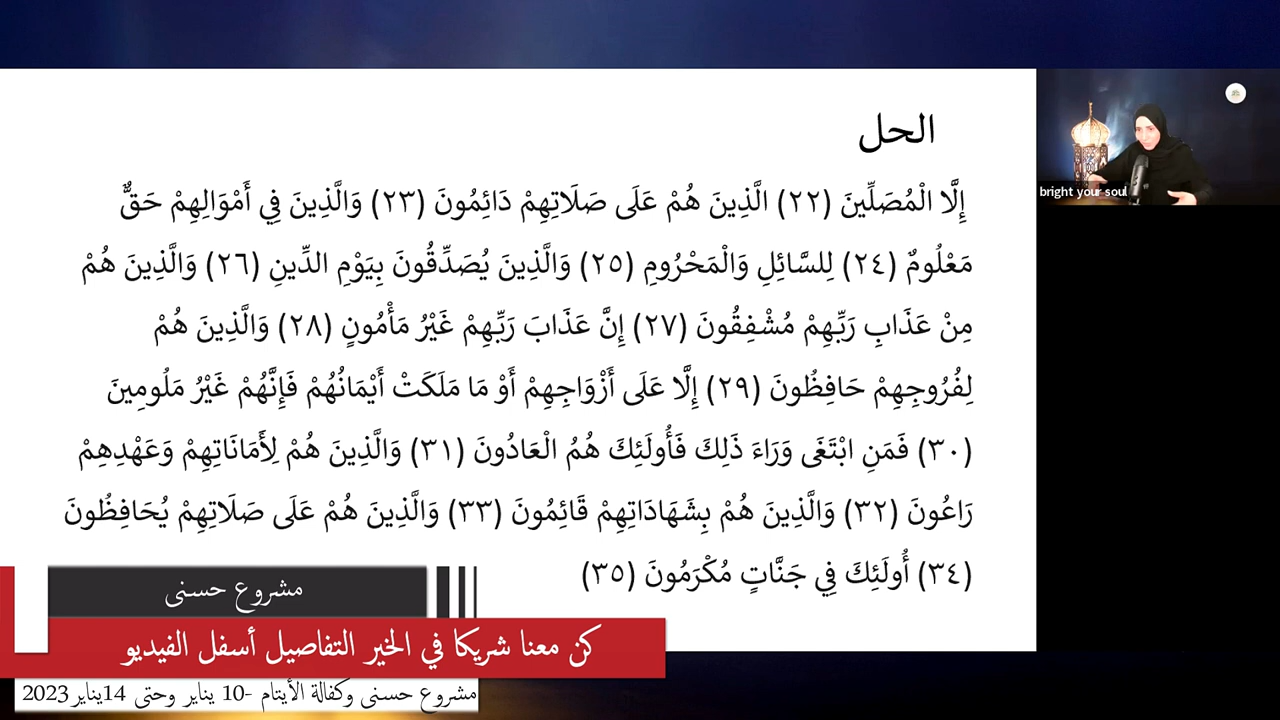 الحل
إِلَّا الْمُصَلِّينَ (٢٢) الَّذِينَ هُمْ عَلَى صَلَاتِهِمْ دَائِمُونَ (٢٣) وَالَّذِينَ فِي أَمْوَالِهِمْ حَقٌّ
مَعْلُومٌ (٢٤) لِلسَّائِلِ وَالْمَحْرُومِ (٢٥) وَالَّذِينَ يُصَدِّقُونَ بِيَوْمِ الدِّينِ (٢٦) وَالَّذِينَ هُمْ
مِنْ عَذَابِ رَبِّهِمْ مُشْفِقُونَ (٢٧) إِنَّ عَذَابَ رَبِّهِمْ غَيْرُ مَأْمُونٍ (٢٨) وَالَّذِينَ هُمْ
لِفُرُوجِهِمْ حَافِظُونَ (٢٩) إِلَّا عَلَى أَزْوَاجِهِمْ أَوْ مَا مَلَكَتْ أَيْمَانُهُمْ فَإِنَّهُمْ غَيْرُ مَلُومِينَ
(٣٠) فَمَنِ ابْتَغَى وَرَاءَ ذَلِكَ فَأُولَئِكَ هُمُ الْعَادُونَ (٣١) وَالَّذِينَ هُمْ لِأَمَانَاتِهِمْ وَعَهْدِهِمْ
رَاعُونَ (٣٢) وَالَّذِينَ هُمْ بِشَهَادَاتِهِمْ قَائِمُونَ (٣٣) وَالَّذِينَ هُمْ عَلَى صَلَاتِهِمْ يُحَافِظُونَ
(٣٤) أُولَئِكَ فِي جَنَّاتٍ مُكْرَمُونَ (٣٥)
bright your soul
مشروع حسنى
كن معنا شريكا في الخير التفاصيل أسفل الفيديو
مشروع حسنى وكفالة الأيتام -10 يناير وحتى 14يناير2023